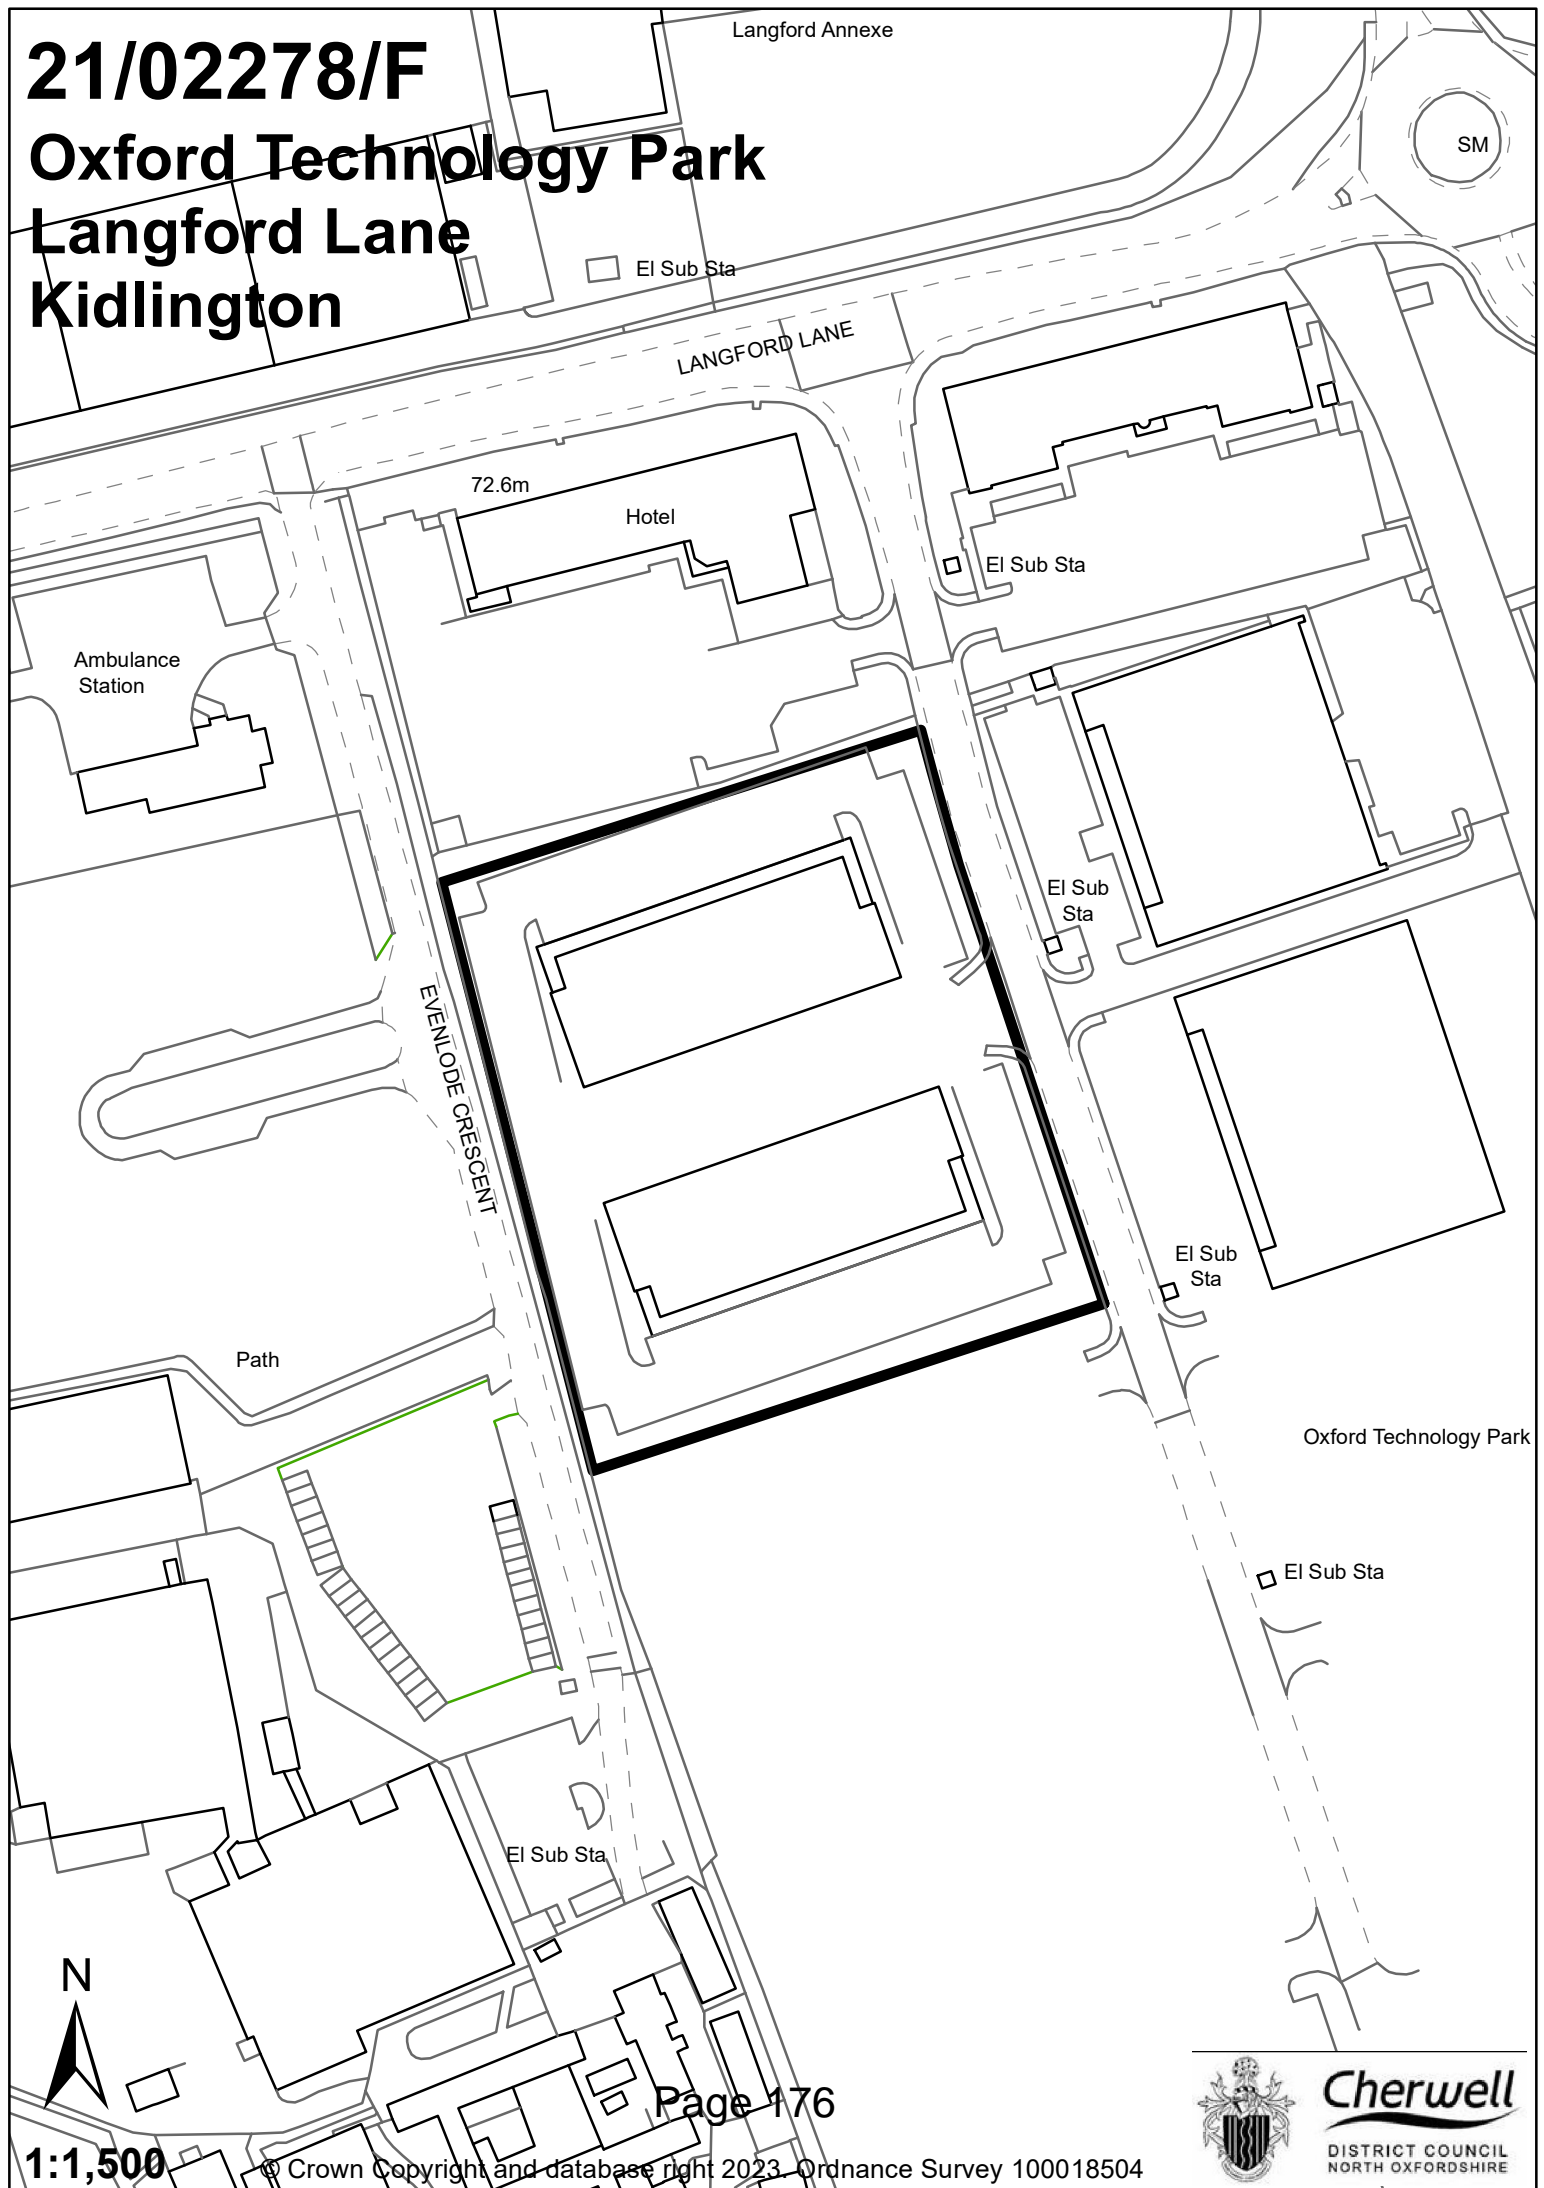 21/02278/F
Oxford Technology Park
Langford Lane
Kidlington
Langford Annexe
SM
El Sub Sta
LANGFORD LANE
72.6m
Hotel
El Sub Sta
Ambulance
Station
El Sub
Sta
EVENLODE CRESCENT
El Sub
Sta
Path
Oxford Technology Park
El Sub Sta
El Sub Sta
N
Page 176
1:1,500
© Crown Copyright and database right 2023. Ordnance Survey 100018504
Cherwell
DISTRICT COUNCIL
NORTH OXFORDSHIRE